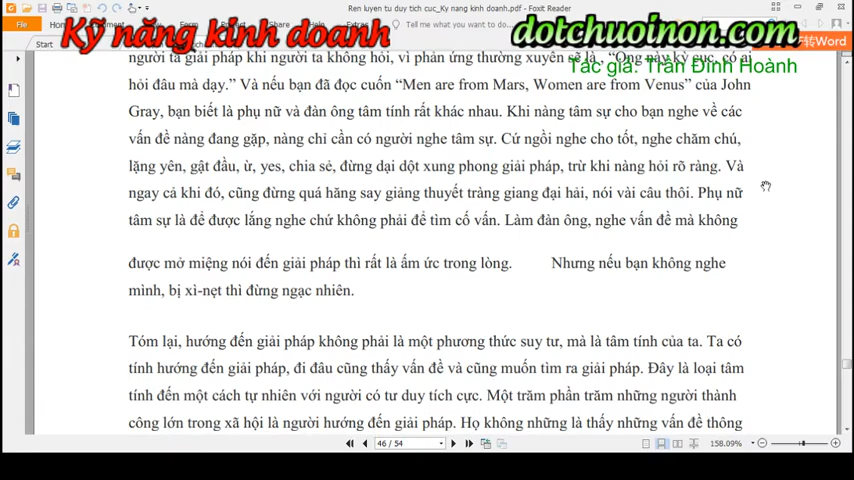 Ren luyen tu duy tich cuc_Ky nang kinh doanh.pdf - Foxit Reader
File
Extras
Tell me what you want to do..
Start
Kỹ năng kinh doanh
dotchuoinon.com
转Word
Tác giả: Trần Đình Hoành
người ta giải pháp khi người ta không hỏi, vì phản ứng thường xuyên sẽ là , “Ông này kỳ cục, có ai
hỏi đâu mà dạy.” Và nếu bạn đã đọc cuốn “Men are from Mars, Women are from Venus” của John
Gray, bạn biết là phụ nữ và đàn ông tâm tính rất khác nhau. Khi nàng tâm sự cho bạn nghe về các
vấn đề nàng đang gặp, nàng chỉ cần có người nghe tâm sự. Cứ ngồi nghe cho tốt, nghe chăm chú,
lặng yên, gật đầu, ừ, yes, chia sẻ, đừng dại dột xung phong giải pháp, trừ khi nàng hỏi rõ ràng. Và
ngay cả khi đó, cũng đừng quá hăng say giảng thuyết tràng giang đại hải, nói vài câu thôi. Phụ nữ
tâm sự là để được lắng nghe chứ không phải để tìm cố vấn. Làm đàn ông, nghe vấn đề mà không
được mở miệng nói đến giải pháp thì rất là ấm ức trong lòng. Nhưng nếu bạn không nghe
mình, bị xì-nẹt thì đừng ngạc nhiên.
Tóm lại, hướng đến giải pháp không phải là một phương thức suy tư, mà là tâm tính của ta. Ta có
tính hướng đến giải pháp, đi đâu cũng thấy vấn đề và cũng muốn tìm ra giải pháp. Đây là loại tâm
tính đến một cách tự nhiên với người có tư duy tích cực. Một trăm phần trăm những người thành
công lớn trong xã hội là người hướng đến giải pháp. Họ không những là thấy những vấn đề thông
46 / 54
158.09%